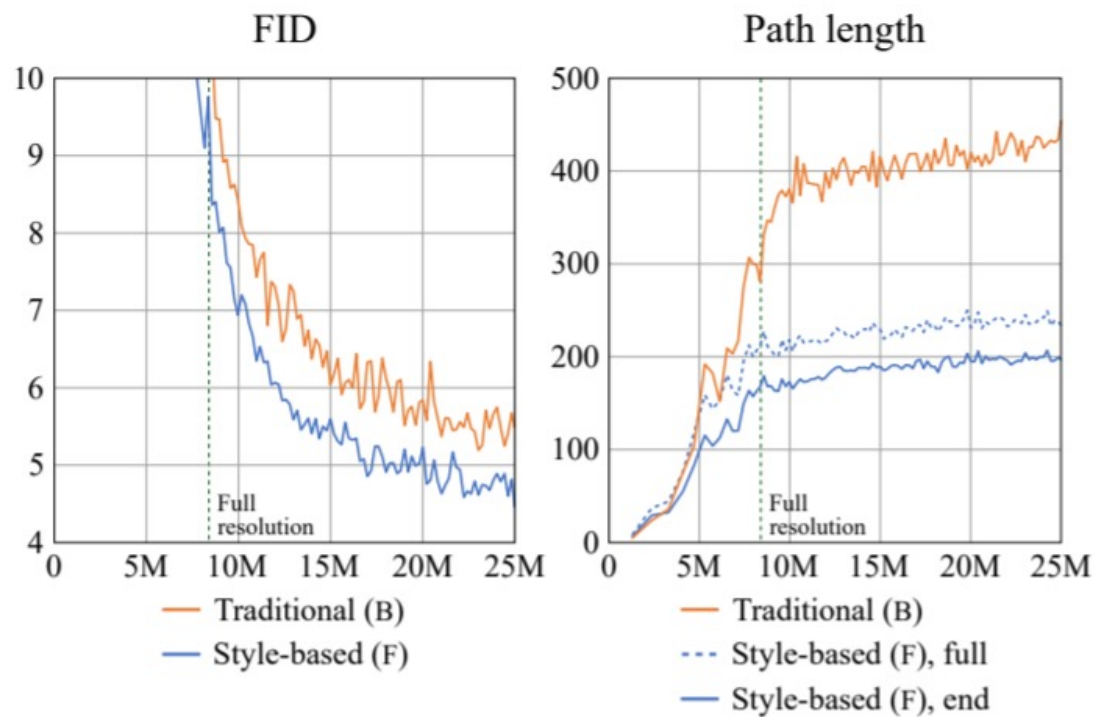 FID
10
9
8
7
6
5
4
Full
resolution
0 5M 10M 15M 20M 25M
Traditional (B)
Style-based (F)
Path length
500
400
300
200
100
0
Full
resolution
0 5M 10M 15M 20M 25M
Traditional (B)
Style-based (F), full
Style-based (F), end